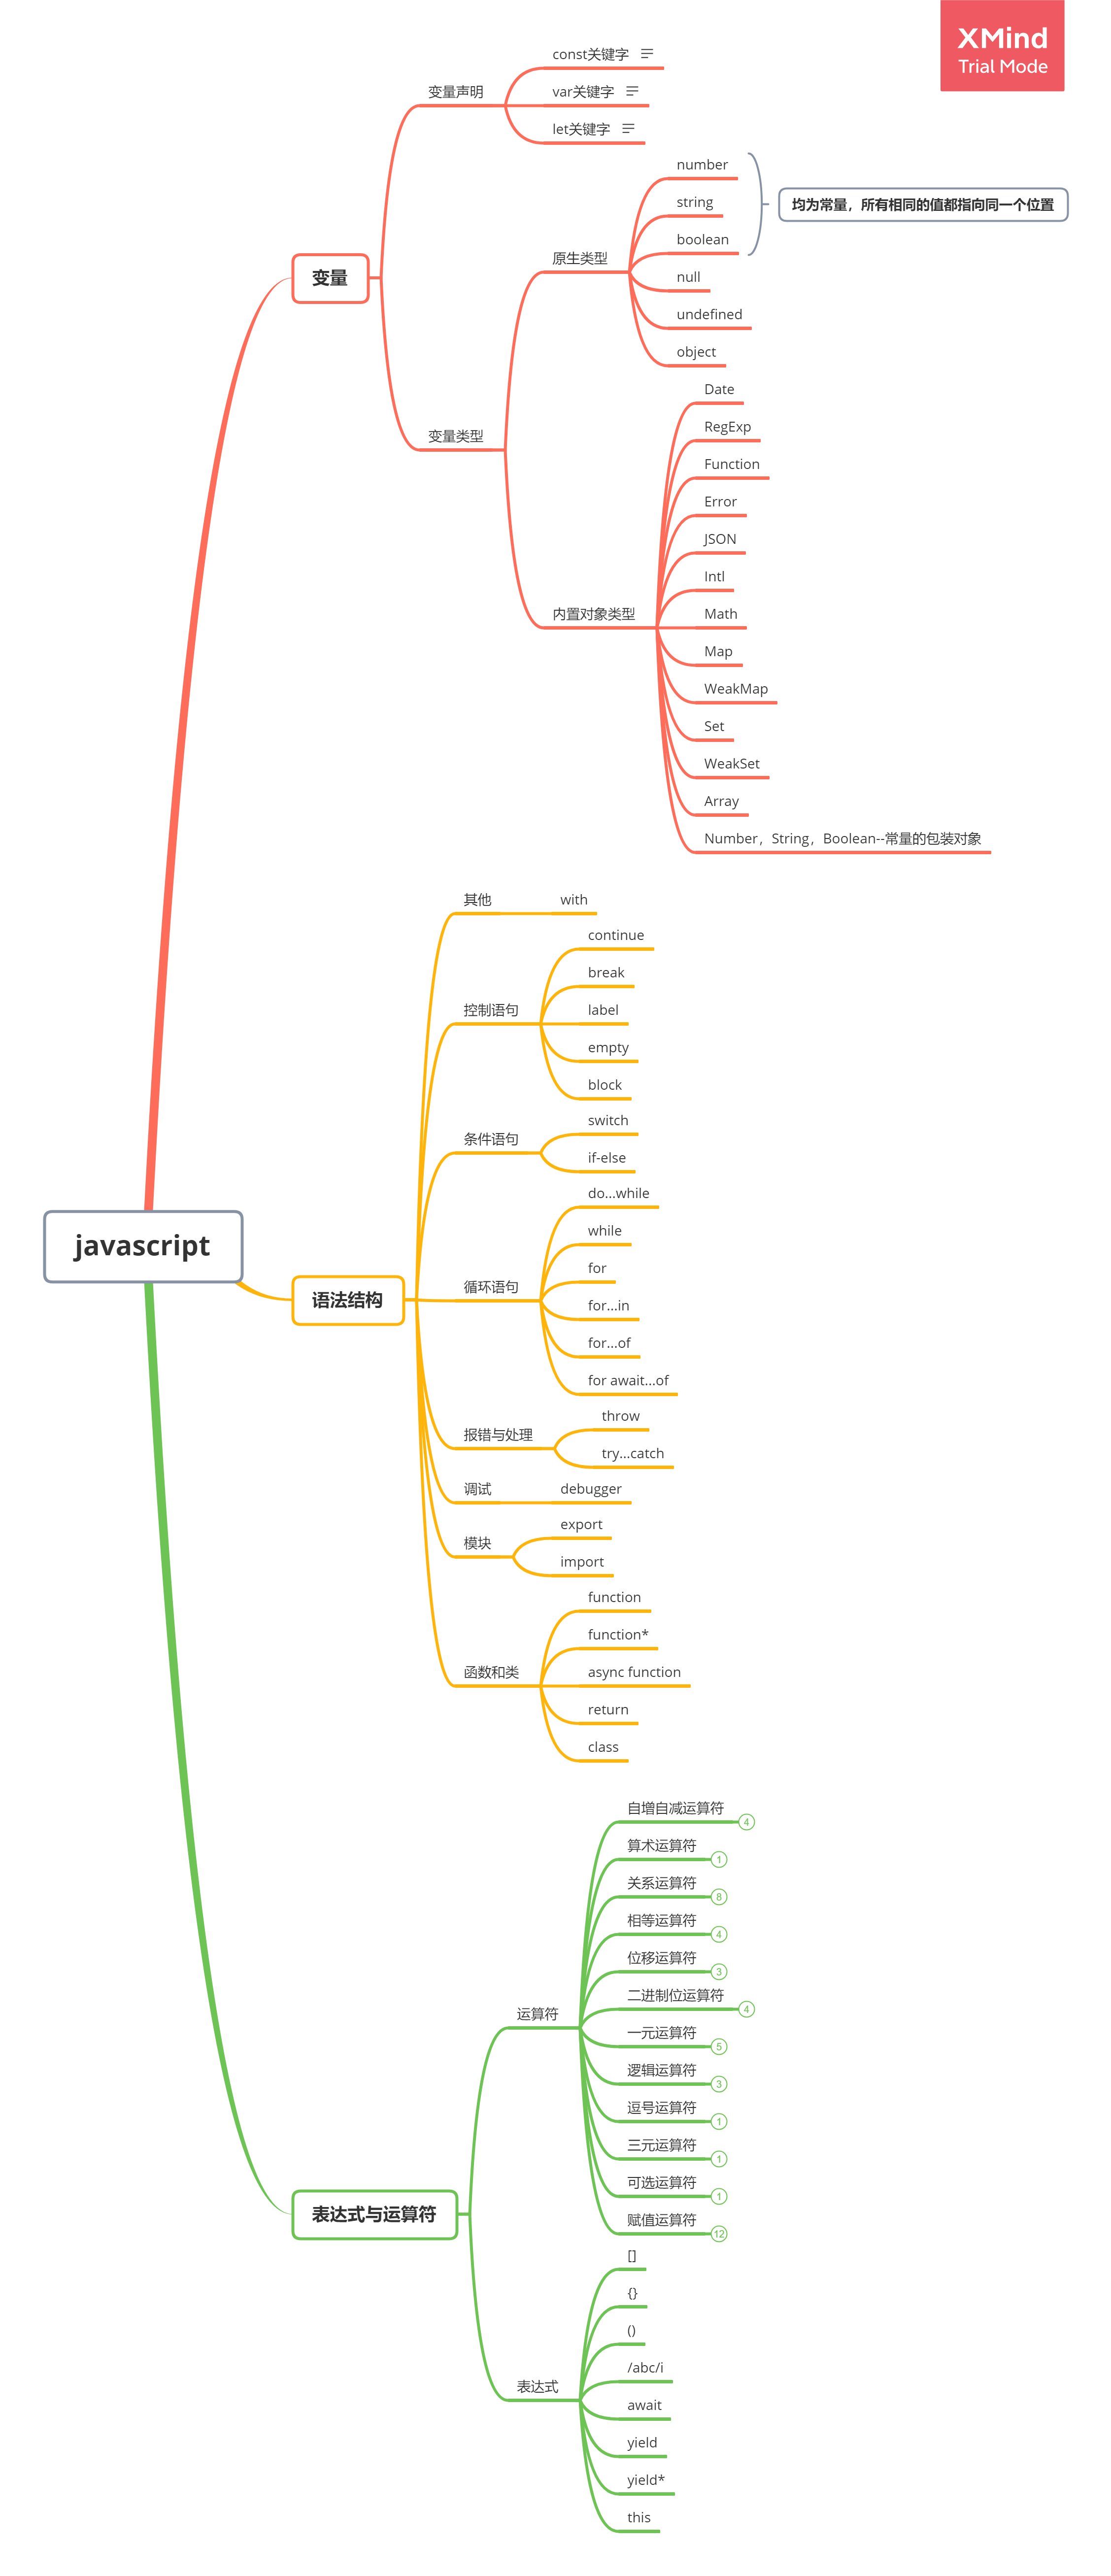 XMind
Trial Mode
const关键字
变量声明
var关键字
let关键字
number
string
均为常量，所有相同的值都指向同一个位置
boolean
原生类型
null
变量
undefined
object
Date
RegExp
变量类型
Function
Error
JSON
Intl
内置对象类型
Math
Map
WeakMap
Set
WeakSet
Array
Number，String，Boolean--常量的包装对象
其他
with
continue
break
控制语句
label
empty
block
switch
条件语句
if-else
do...while
while
javascript
for
循环语句
语法结构
for...in
for...of
for await...of
throw
报错与处理
try...catch
调试
debugger
export
模块
import
function
function*
函数和类
async function
return
class
自增自减运算符 4
算术运算符 1
关系运算符 8
相等运算符 4
位移运算符 3
二进制位运算符 4
运算符
一元运算符 5
逻辑运算符 3
逗号运算符 1
三元运算符 1
可选运算符 1
表达式与运算符
赋值运算符 12
[]
{}
()
/abc/i
表达式
await
yield
yield*
this